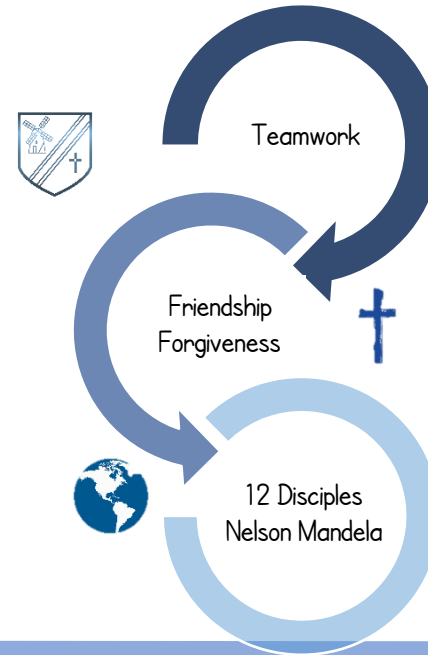 Teamwork
Friendship
Forgiveness
12 Disciples
Nelson Mandela